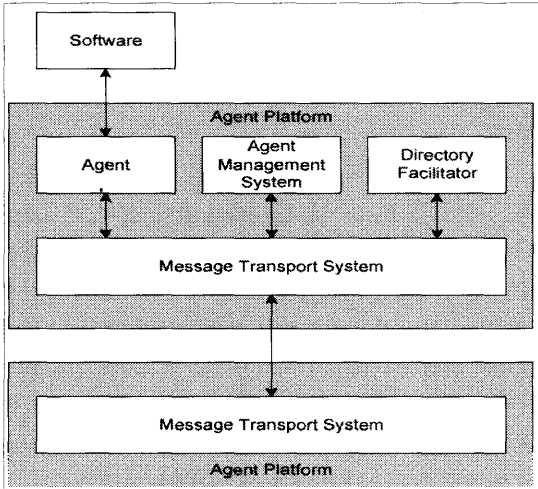 Software
Agent Platform
Agent
Agent
Management
System
Directory
Facilitator
Message Transport System
Message Transport System
Agent Platform